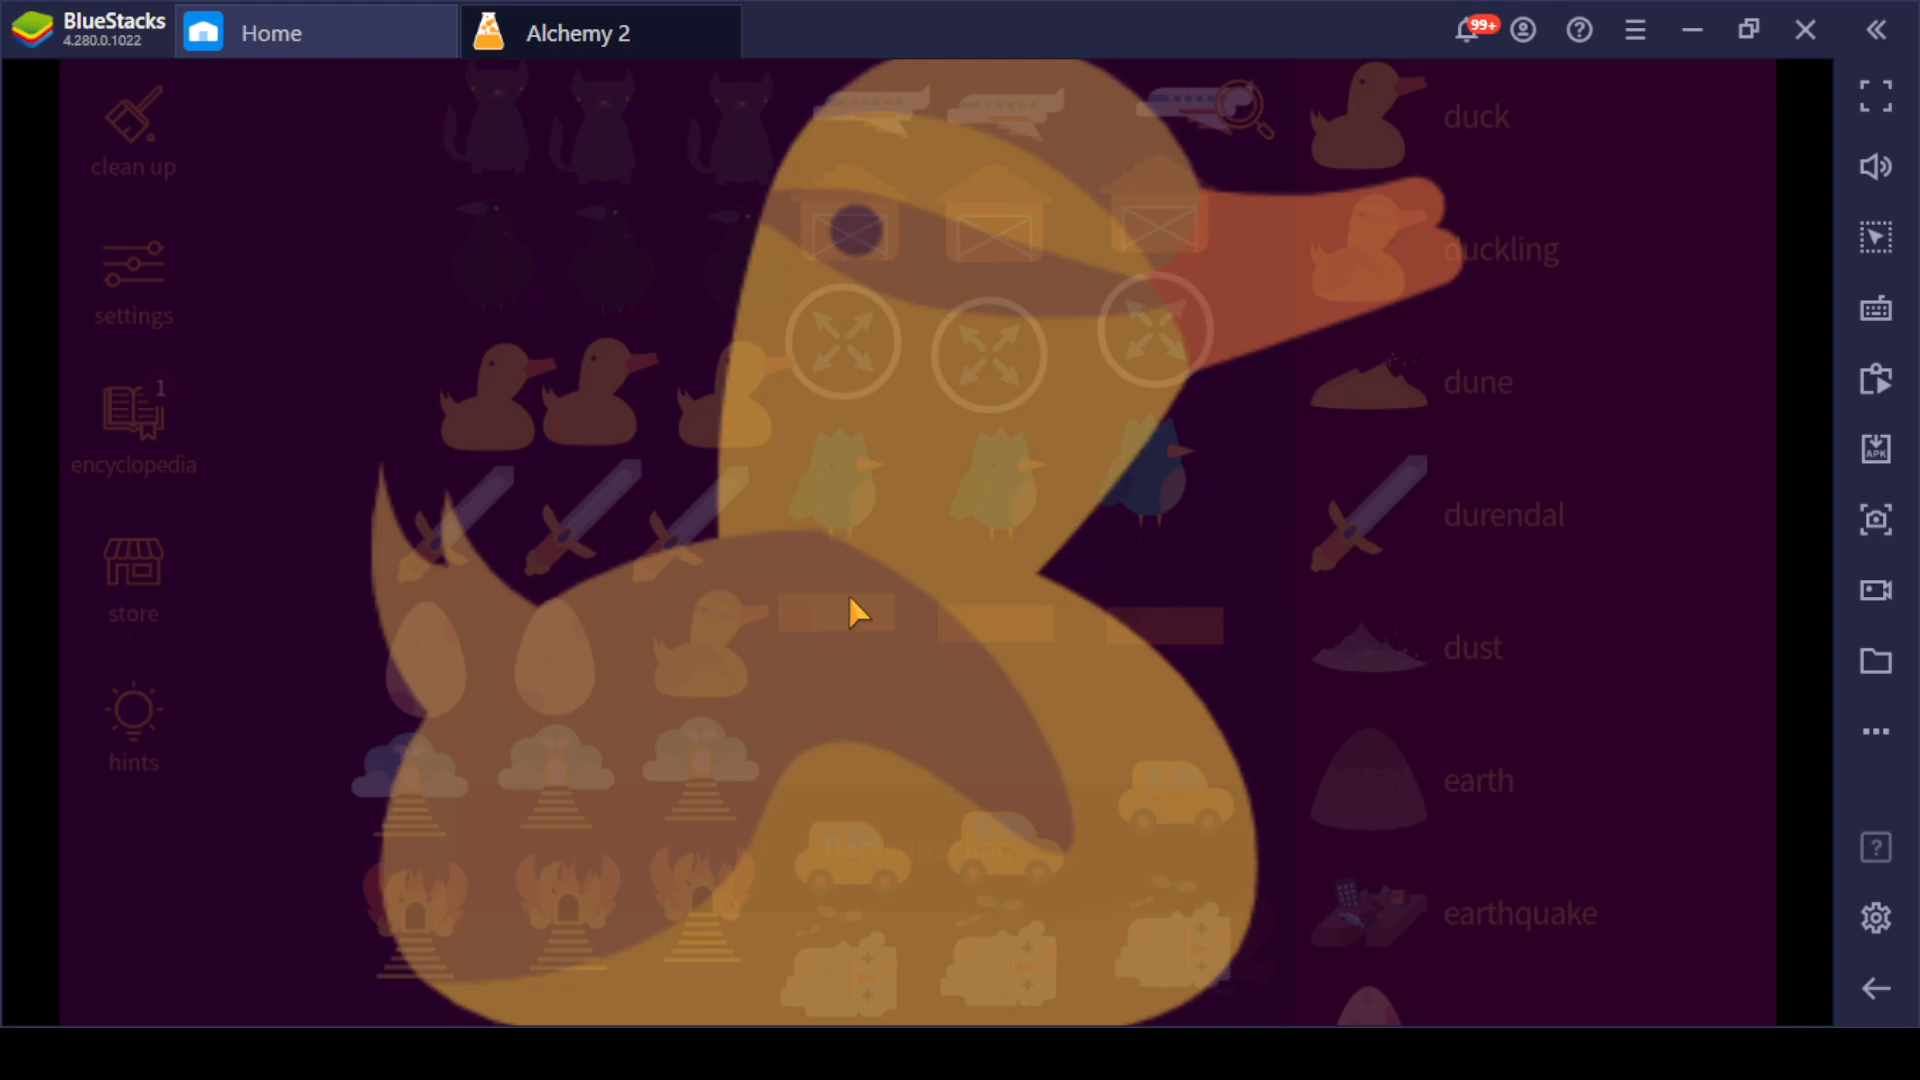 BlueStacks
4.280.0.1022
Home
Alchemy 2
99+
clean up
settings
1
encyclopedia
store
hints
duck
duckling
dune
durendal
dust
earth
earthquake
APK